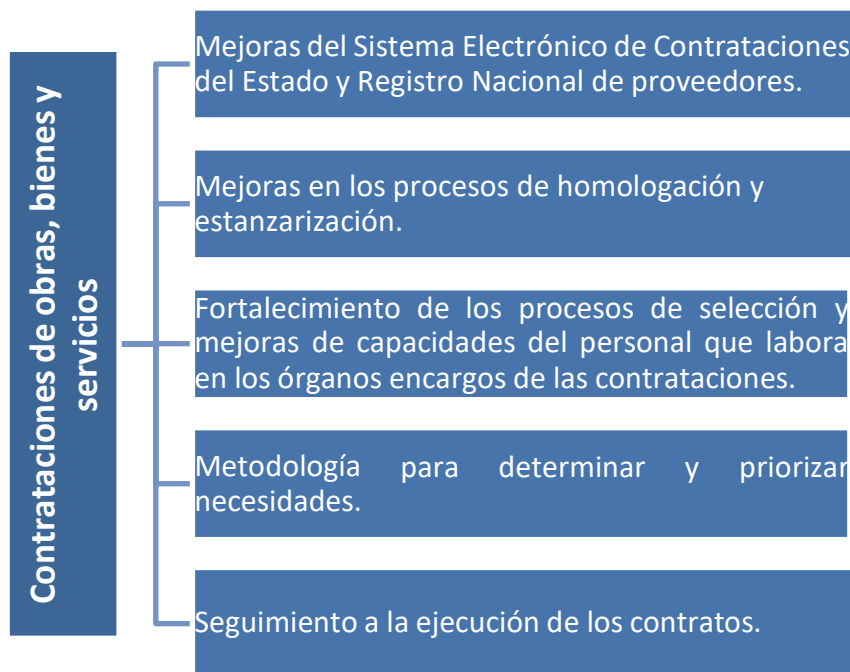 Contrataciones de obras, bienes y
servicios
Mejoras del Sistema Electrónico de Contrataciones
del Estado y Registro Nacional de proveedores.
Mejoras en los procesos de homologación y
estanzarización.
Fortalecimiento de los procesos de selección y
mejoras de capacidades del personal que labora
en los órganos encargos de las contrataciones.
Metodología para determinar y priorizar
necesidades.
Seguimiento a la ejecución de los contratos.